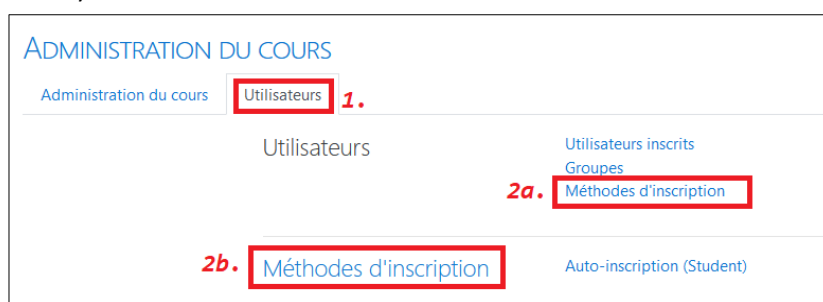 ADMINISTRATION DU COURS
Administration du cours Utilisateurs 1.
Utilisateurs Utilisateurs inscrits
Groupes
2a. Méthodes d'inscription
2b. Méthodes d'inscription Auto-inscription (Student)